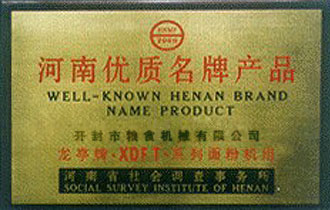 河南优质名牌产品
WELL-KNOWN HENAN BRAND
NAME PRODUCT
开封市粮食机械有限公司
龙亭牌·XDFT·系列面粉机组
河南省社会调查事务所
SOCIAL SURVEY INSTITUTE OF HENAN